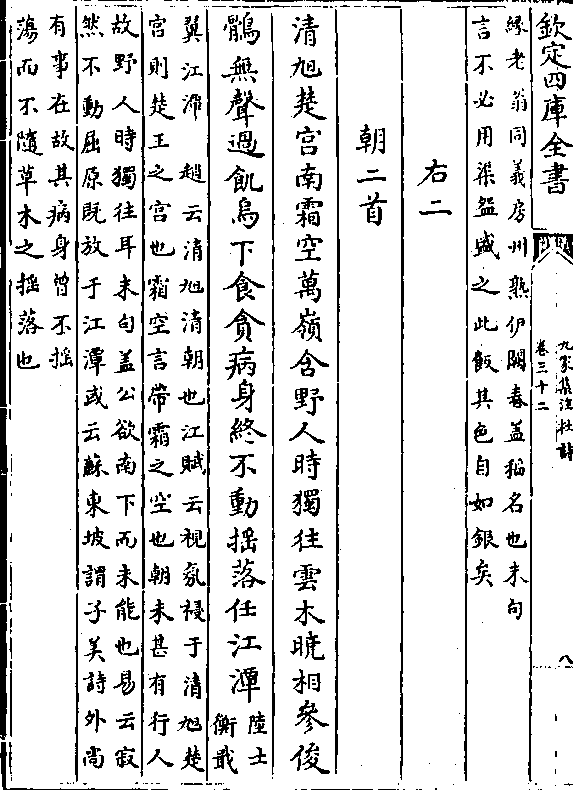 欽定四庫全書
九家集注杜詩
卷三十二
八
緣老翁同義房州熟伊闕春盖稲名也末句
言不必用渠盌盛之此飯其色自如銀矣
右二
朝二首
清旭楚宫南霜空萬嶺含野人時獨往雲木曉相參俊
鶻無聲過飢烏下食貪病身終不動揺落任江潭
陸士
衡戢
翼江潭趙云清旭清朝也江賦云視氛祲于清旭楚
宫則楚王之宫也霜空言帶霜之空也朝未甚有行人
故野人時獨往耳末句盖公欲南下而未能也易云寂
然不動屈原既放于江潭或云蘇東坡謂子美詩外尚
有事在故其病身曾不揺
蕩而不隨草木之揺落也